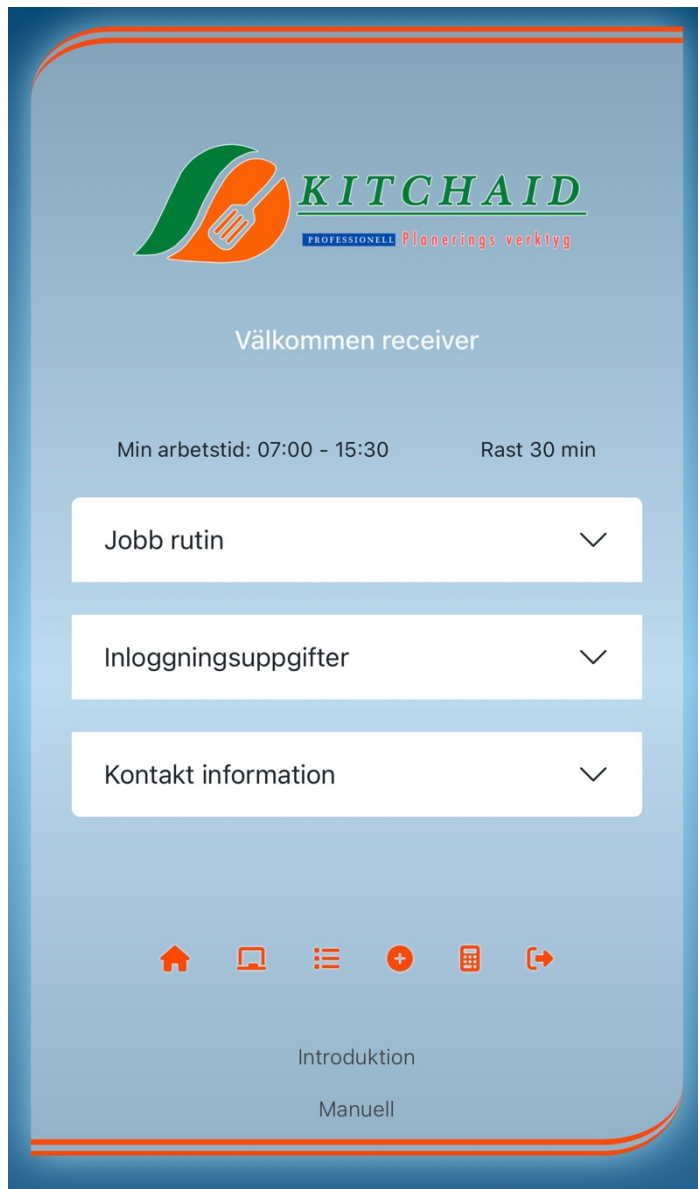 KITCHAID
PROFESSIONELL Planerings verktyg
Välkommen receiver
Min arbetstid: 07:00 - 15:30 Rast 30 min
Jobb rutin
Inloggningsuppgifter
Kontakt information
Introduktion
Manuell